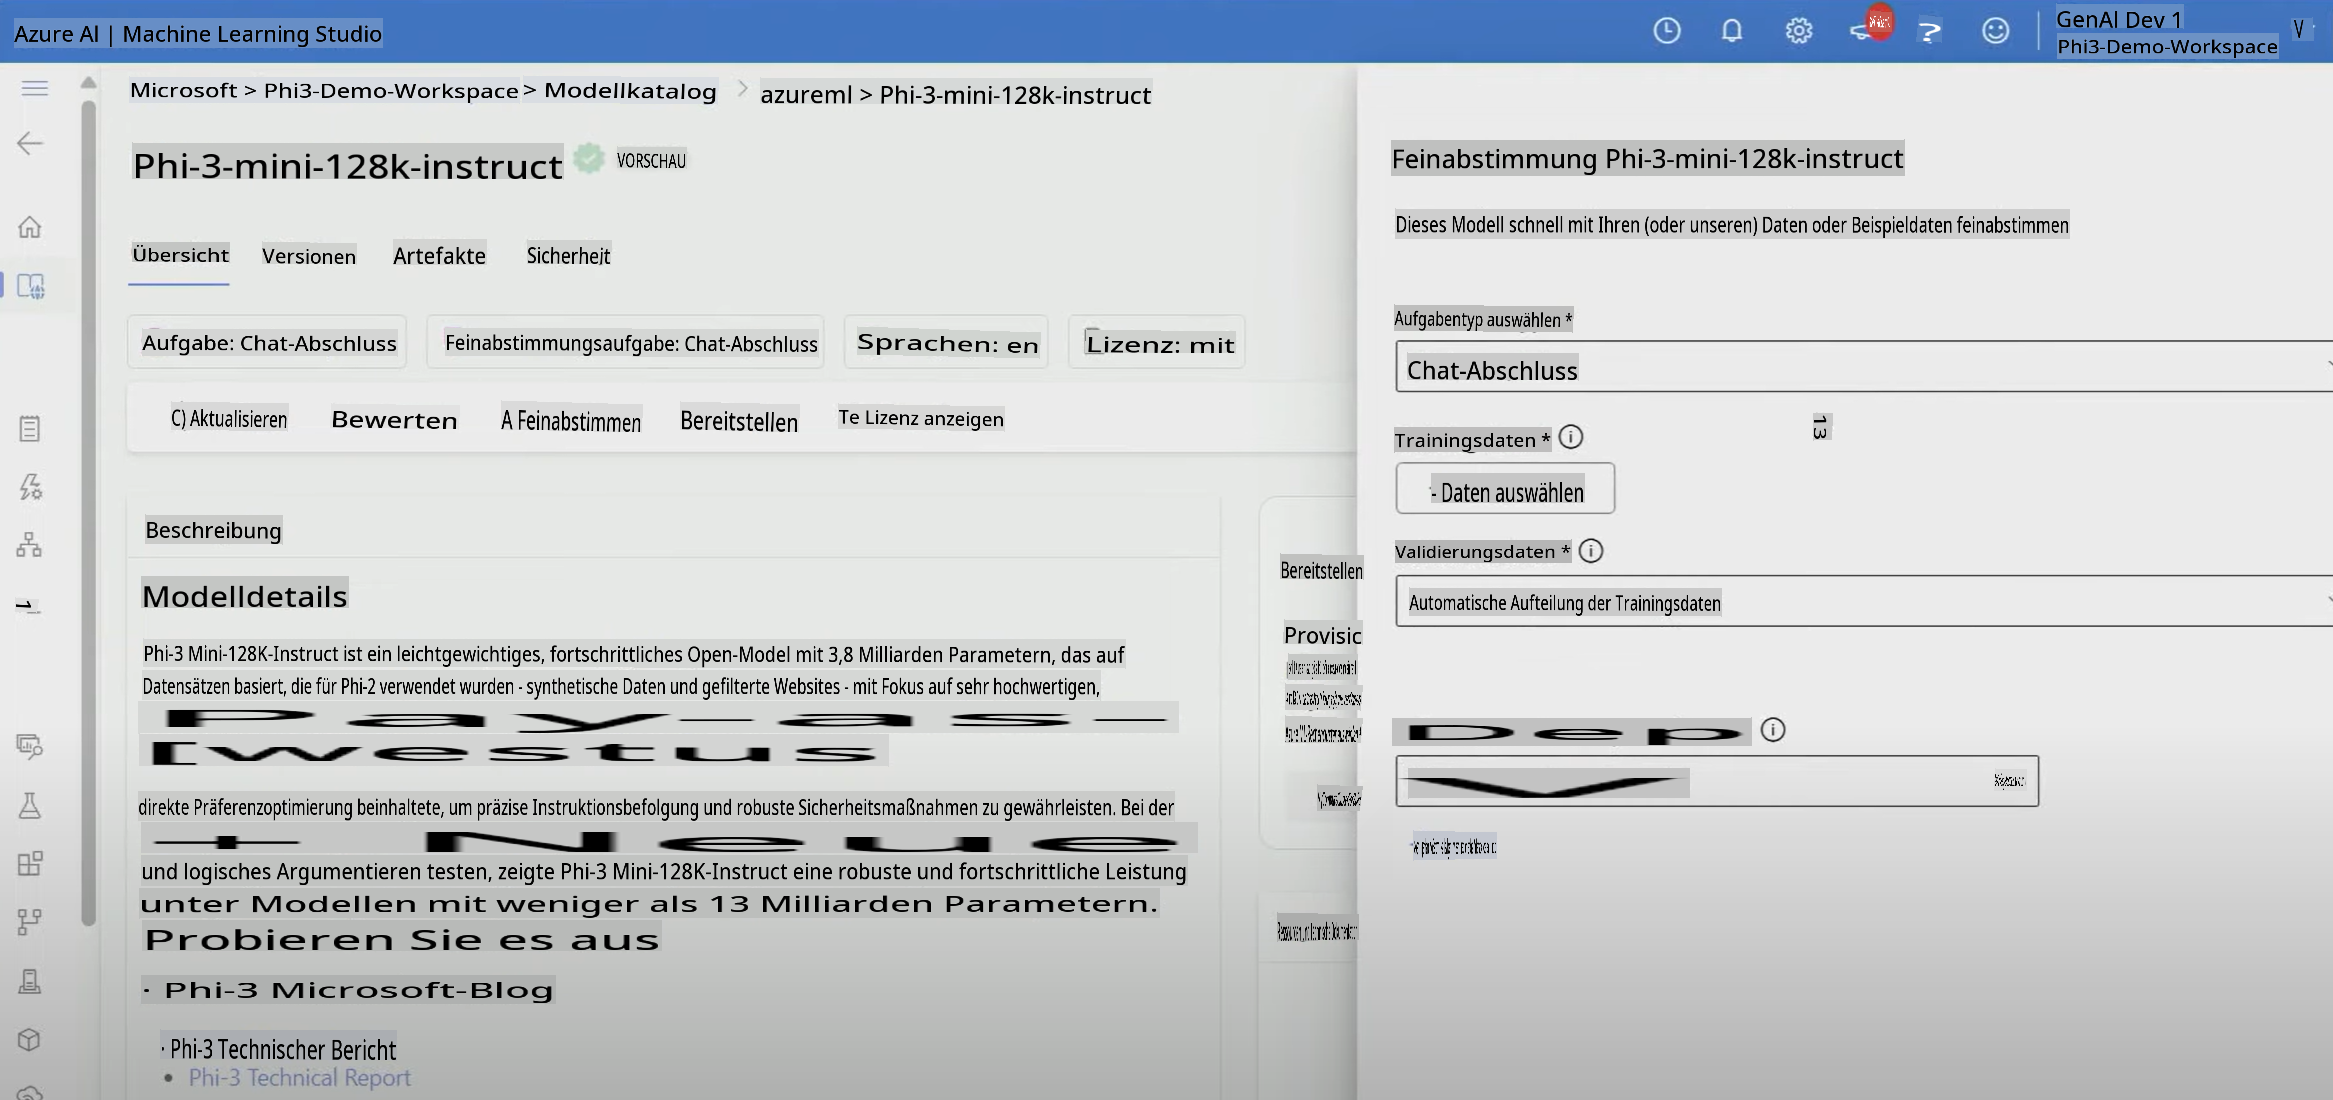 Azure AI | Machine Learning Studio
GenAI Dev 1
Phi3-Demo-Workspace
Microsoft > Phi3-Demo-Workspace > Modellkatalog > azureml > Phi-3-mini-128k-instruct
Phi-3-mini-128k-instruct VORSCHAU
Übersicht Versionen Artefakte Sicherheit
Aufgabe: Chat-Abschluss Feinabstimmungsaufgabe: Chat-Abschluss Sprachen: en Lizenz: mit
C) Aktualisieren Bewerten A Feinabstimmen Bereitstellen Te Lizenz anzeigen
Beschreibung
Modelldetails
Phi-3 Mini-128K-Instruct ist ein leichtgewichtiges, fortschrittliches Open-Model mit 3,8 Milliarden Parametern, das auf
Datensätzen basiert, die für Phi-2 verwendet wurden - synthetische Daten und gefilterte Websites - mit Fokus auf sehr hochwertigen,
Pay-as-
[westus
direkte Präferenzoptimierung beinhaltete, um präzise Instruktionsbefolgung und robuste Sicherheitsmaßnahmen zu gewährleisten. Bei der
+ Neue
und logisches Argumentieren testen, zeigte Phi-3 Mini-128K-Instruct eine robuste und fortschrittliche Leistung
unter Modellen mit weniger als 13 Milliarden Parametern.
Probieren Sie es aus
· Phi-3 Microsoft-Blog
· Phi-3 Technischer Bericht
• Phi-3 Technical Report
Bereitstellen
Provisic
Feinabstimmung Phi-3-mini-128k-instruct
Dieses Modell schnell mit Ihren (oder unseren) Daten oder Beispieldaten feinabstimmen
Aufgabentyp auswählen *
Chat-Abschluss
13
Trainingsdaten *
- Daten auswählen
Validierungsdaten *
Automatische Aufteilung der Trainingsdaten
Dep
V